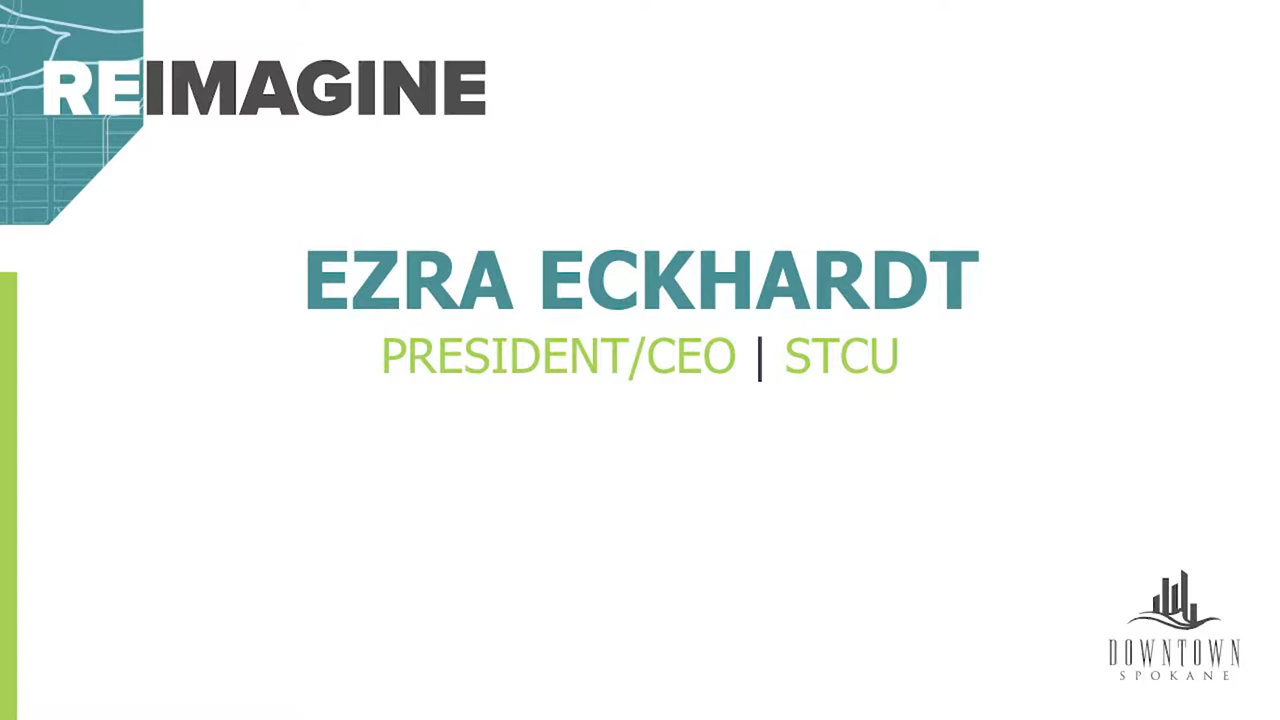 REIMAGINE
EZRA ECKHARDT
PRESIDENT/CEO | STCU
DOWNTOWN
SPOKANE